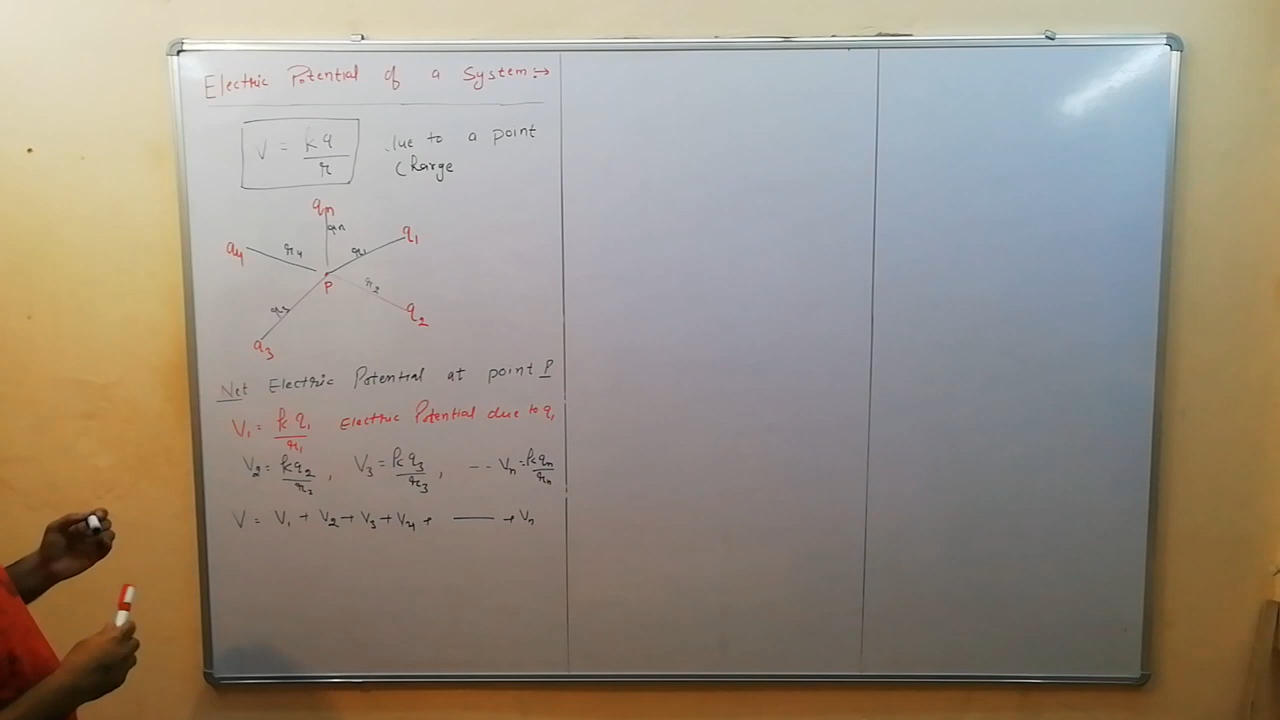 Electric Potential of a System:→
V = kq/r due to a point
Charge
qn
rn
q1
r1
q4
r4
P
r2
q2
r3
q3
Net Electric Potential at point P
V1 = kq1/r1 Electric Potential due to q1
V2 = kq2/r2 , V3 = kq3/r3 , -- Vn = kqn/rn
V = V1 + V2 + V3 + V4 + —— + Vn